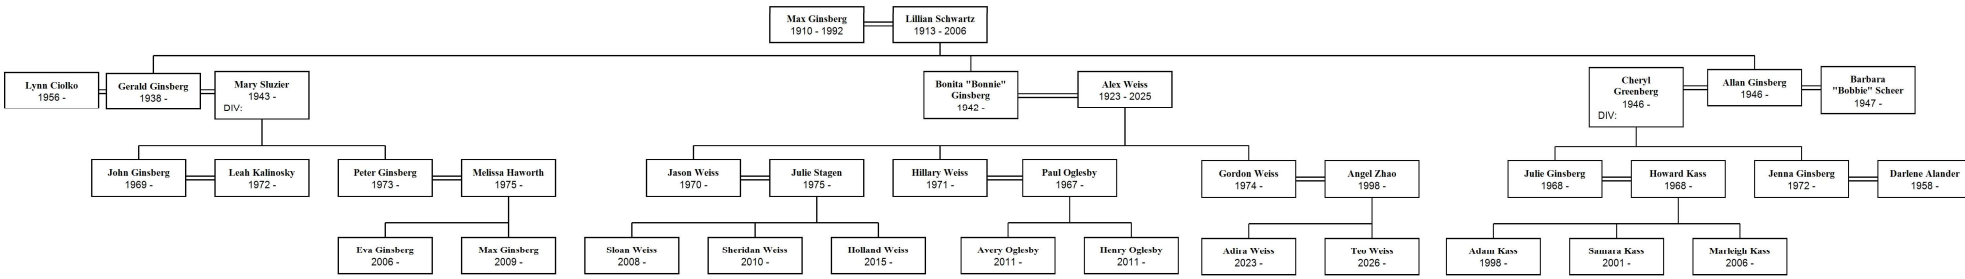 Max Ginsberg
1910 - 1992
Lillian Schwartz
1913 - 2006
Lynn Ciolko
1956 -
Gerald Ginsberg
1938 -
Mary Sluzier
1943 -
DIV:
Bonita "Bonnie"
Ginsberg
1942 -
Alex Weiss
1923 - 2025
Cheryl
Greenberg
1946 -
DIV:
Allan Ginsberg
1946 -
Barbara
"Bobbie" Scheer
1947 -
John Ginsberg
1969 -
Leah Kalinosky
1972 -
Peter Ginsberg
1973 -
Melissa Haworth
1975 -
Jason Weiss
1970 -
Julie Stagen
1975 -
Hillary Weiss
1971 -
Paul Oglesby
1967 -
Gordon Weiss
1974 -
Angel Zhao
1998 -
Julie Ginsberg
1968 -
Howard Kass
1968 -
Jenna Ginsberg
1972 -
Darlene Alander
1958 -
Eva Ginsberg
2006 -
Max Ginsberg
2009 -
Sloan Weiss
2008 -
Sheridan Weiss
2010 -
Holland Weiss
2015 -
Avery Oglesby
2011 -
Henry Oglesby
2011 -
Adira Weiss
2023 -
Teo Weiss
2026 -
Adam Kass
1998 -
Samara Kass
2001 -
Marleigh Kass
2006 -